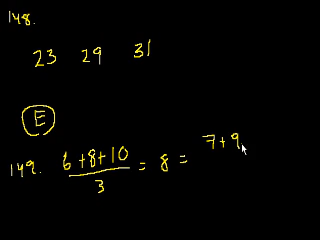 148.
23 29 31
E
149. 6+8+10/3 = 8 = 7+9